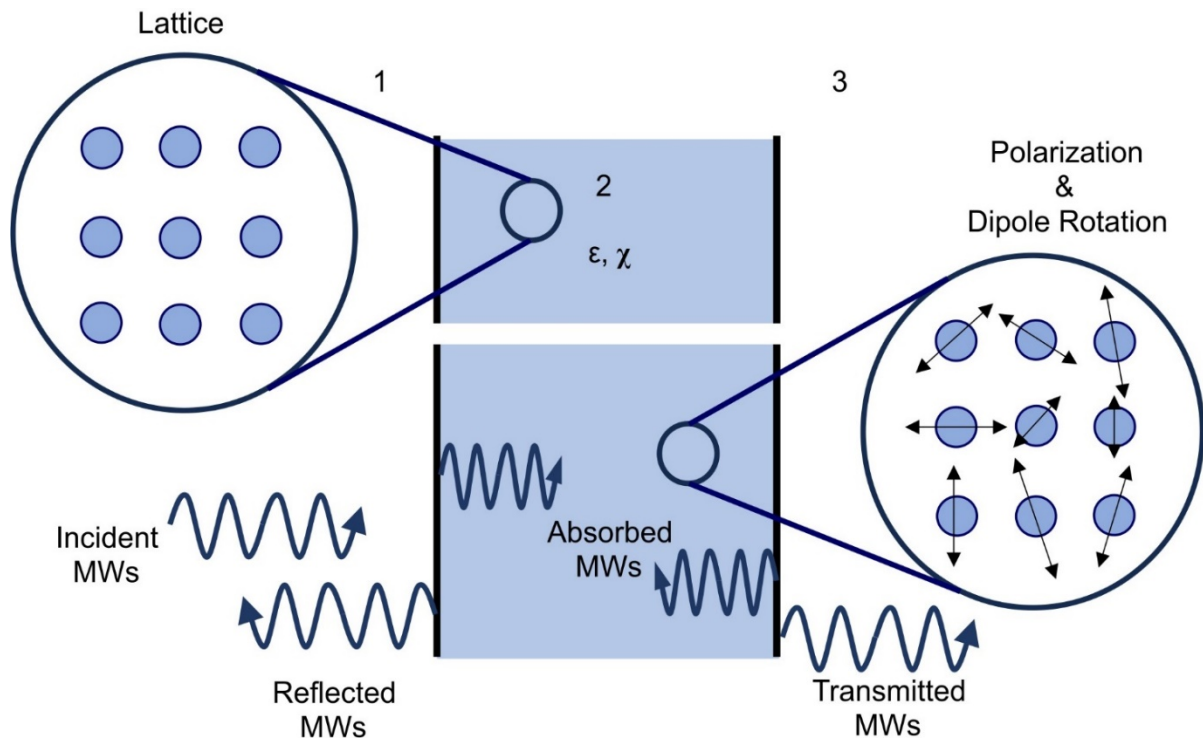 Lattice
1
3
2
ε, χ
Polarization
&
Dipole Rotation
Incident
MWs
Absorbed
MWs
Reflected
MWs
Transmitted
MWs